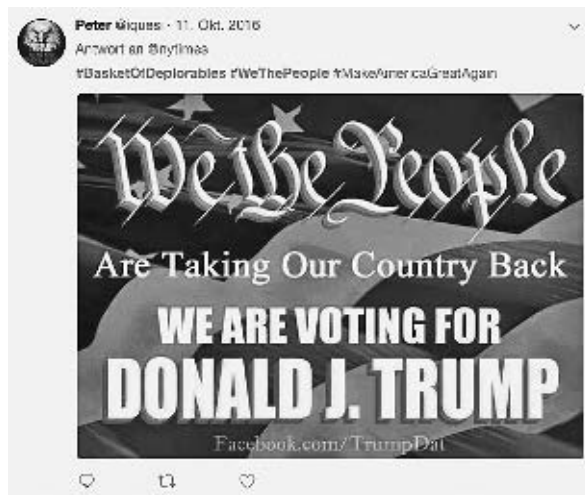 Peter @iquesi · 11. Okt. 2016
Antwort an @nytimes
#BasketOfDeplorables #WeThePeople #MakeAmericaGreatAgain
We the People
Are Taking Our Country Back
WE ARE VOTING FOR
DONALD J. TRUMP
Facebook.com/TrumpDat